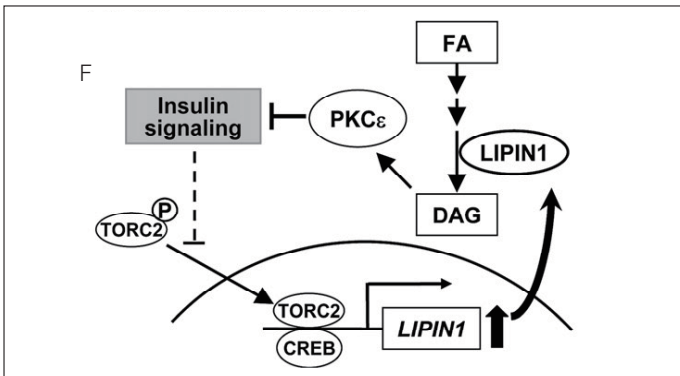 F
FA
Insulin
signaling
PKCε
LIPIN1
DAG
P
TORC2
TORC2
CREB
LIPIN1